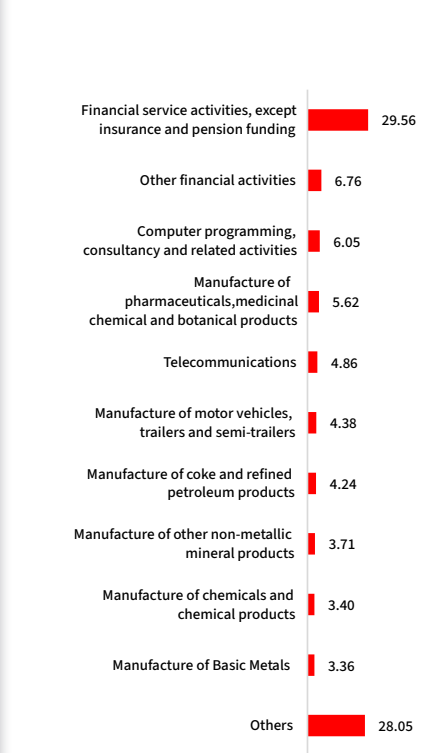 Financial service activities, except
insurance and pension funding
29.56
Other financial activities
6.76
Computer programming,
consultancy and related activities
6.05
Manufacture of
pharmaceuticals,medicinal
chemical and botanical products
5.62
Telecommunications
4.86
Manufacture of motor vehicles,
trailers and semi-trailers
4.38
Manufacture of coke and refined
petroleum products
4.24
Manufacture of other non-metallic
mineral products
3.71
Manufacture of chemicals and
chemical products
3.40
Manufacture of Basic Metals
3.36
Others
28.05